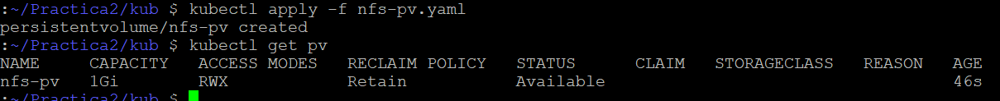 :~/Practica2/kub $ kubectl apply -f nfs-pv.yaml
persistentvolume/nfs-pv created
:~/Practica2/kub $ kubectl get pv
NAME CAPACITY ACCESS MODES RECLAIM POLICY STATUS CLAIM STORAGECLASS REASON AGE
nfs-pv 1Gi RWX Retain Available 46s
:~/Practica2/kub $